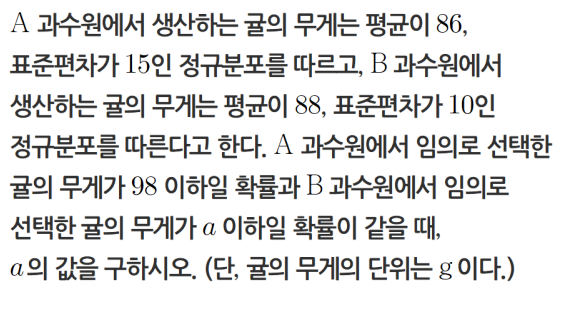 A 과수원에서 생산하는 귤의 무게는 평균이 86,
표준편차가 15인 정규분포를 따르고, B 과수원에서
생산하는 귤의 무게는 평균이 88, 표준편차가 10인
정규분포를 따른다고 한다. A 과수원에서 임의로 선택한
귤의 무게가 98 이하일 확률과 B 과수원에서 임의로
선택한 귤의 무게가 a 이하일 확률이 같을 때,
a의 값을 구하시오. (단, 귤의 무게의 단위는 g이다.)